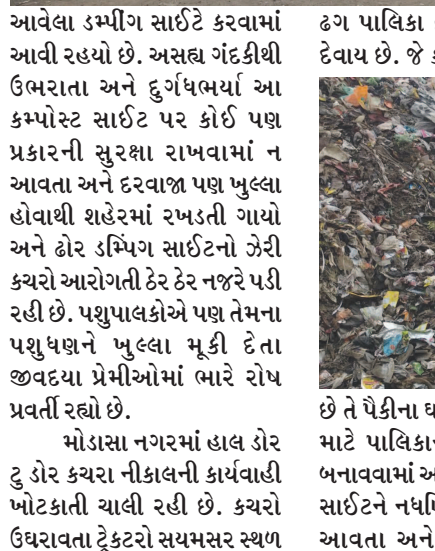 આવેલા ડમ્પીંગ સાઈટે કરવામાં
આવી રહયો છે. અસહ્ય ગંદકીથી
ઉભરાતા અને દુર્ગધભર્યા આ
કમ્પોસ્ટ સાઈટ પર કોઈ પણ
પ્રકારની સુરક્ષા રાખવામાં ન
આવતા અને દરવાજા પણ ખુલ્લા
હોવાથી શહેરમાં રખડતી ગાયો
અને ઢોર ડમ્પિંગ સાઈટનો ઝેરી
કચરો આરોગતી ઠેર ઠેર નજરે પડી
રહી છે. પશુપાલકોએ પણ તેમના
પશુધણને ખુલ્લા મૂકી દેતા
જીવદયા પ્રેમીઓમાં ભારે રોષ
પ્રવર્તી રહ્યો છે.
મોડાસા નગરમાં હાલ ડોર
ટુ ડોર કચરા નીકાલની કાર્યવાહી
ખોટકાતી ચાલી રહી છે. કચરો
ઉઘરાવતા ટ્રેકટરો સયમસર સ્થળ
ઢગ પાલિકા
દેવાય છે. જે
છે તે પૈકીના
માટે
બનાવવામાં
સાઈટને
આવતા અને